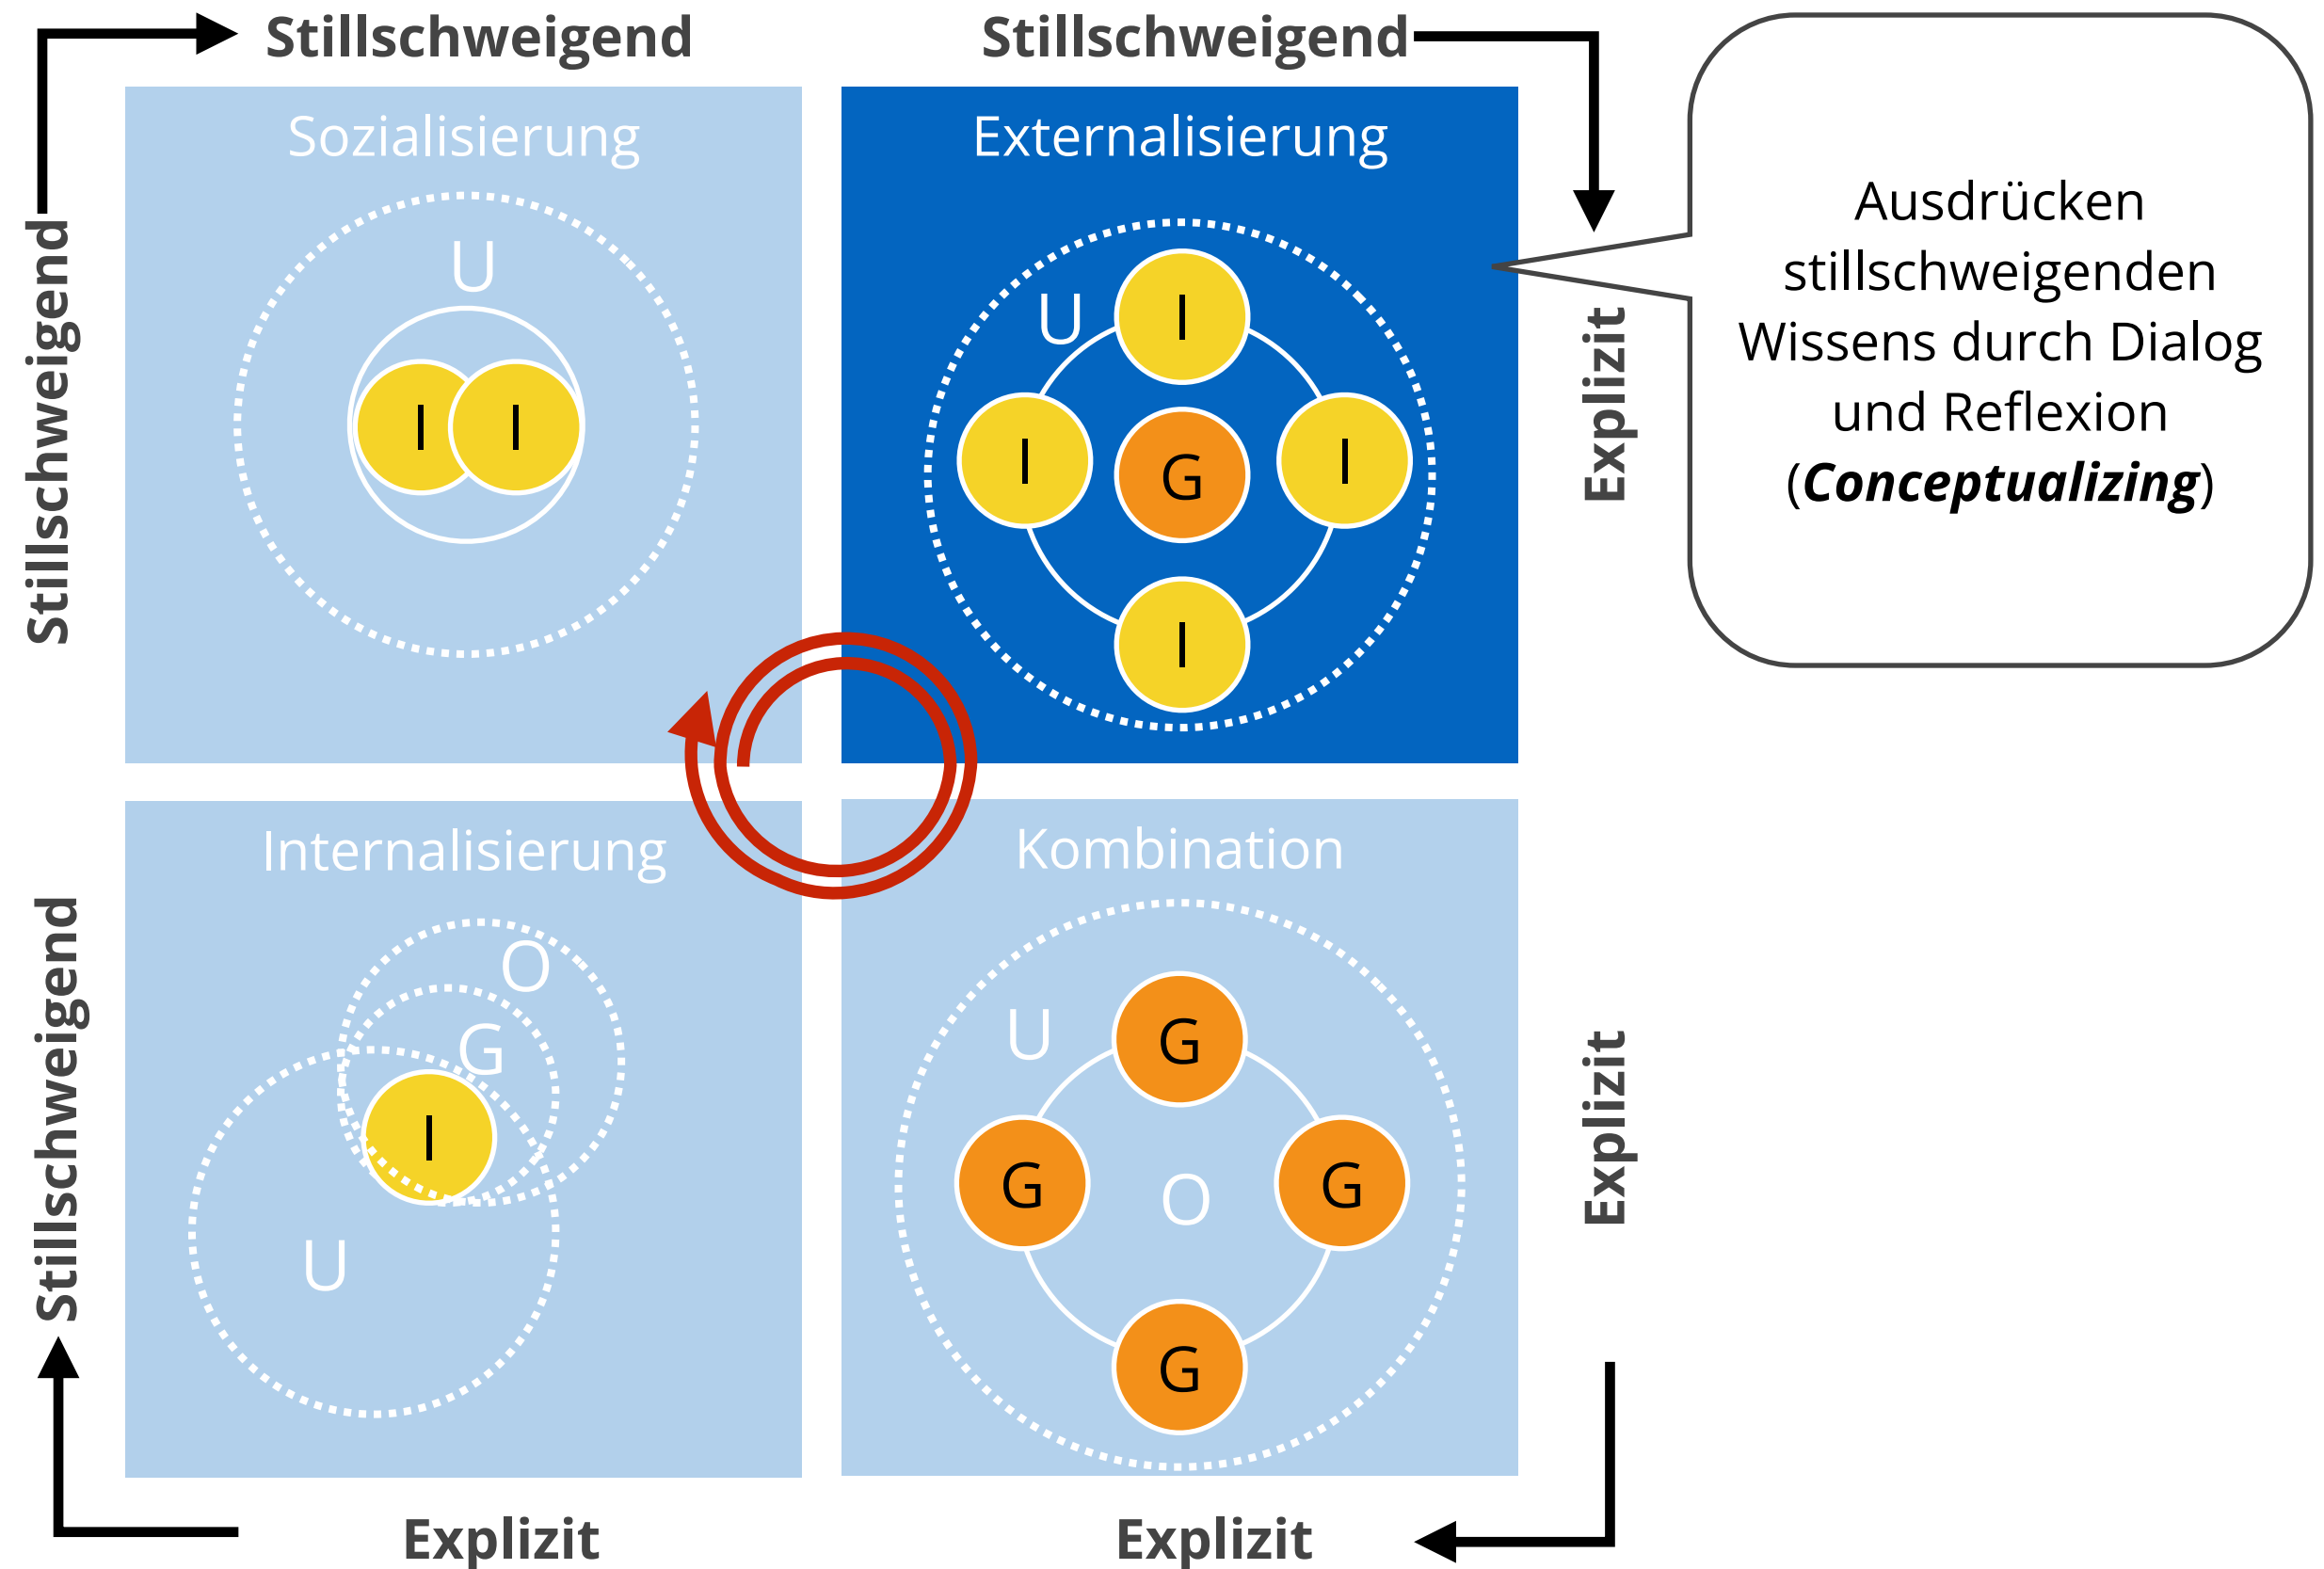 Stillschweigend
Stillschweigend
Stillschweigend
Sozialisierung
U
I I
Externalisierung
U
I
I G I
I
Explizit
Ausdrücken
stillschweigenden
Wissens durch Dialog
und Reflexion
(Conceptualizing)
Stillschweigend
Internalisierung
O
G
I
U
Kombination
U
G
G O G
G
Explizit
Explizit
Explizit